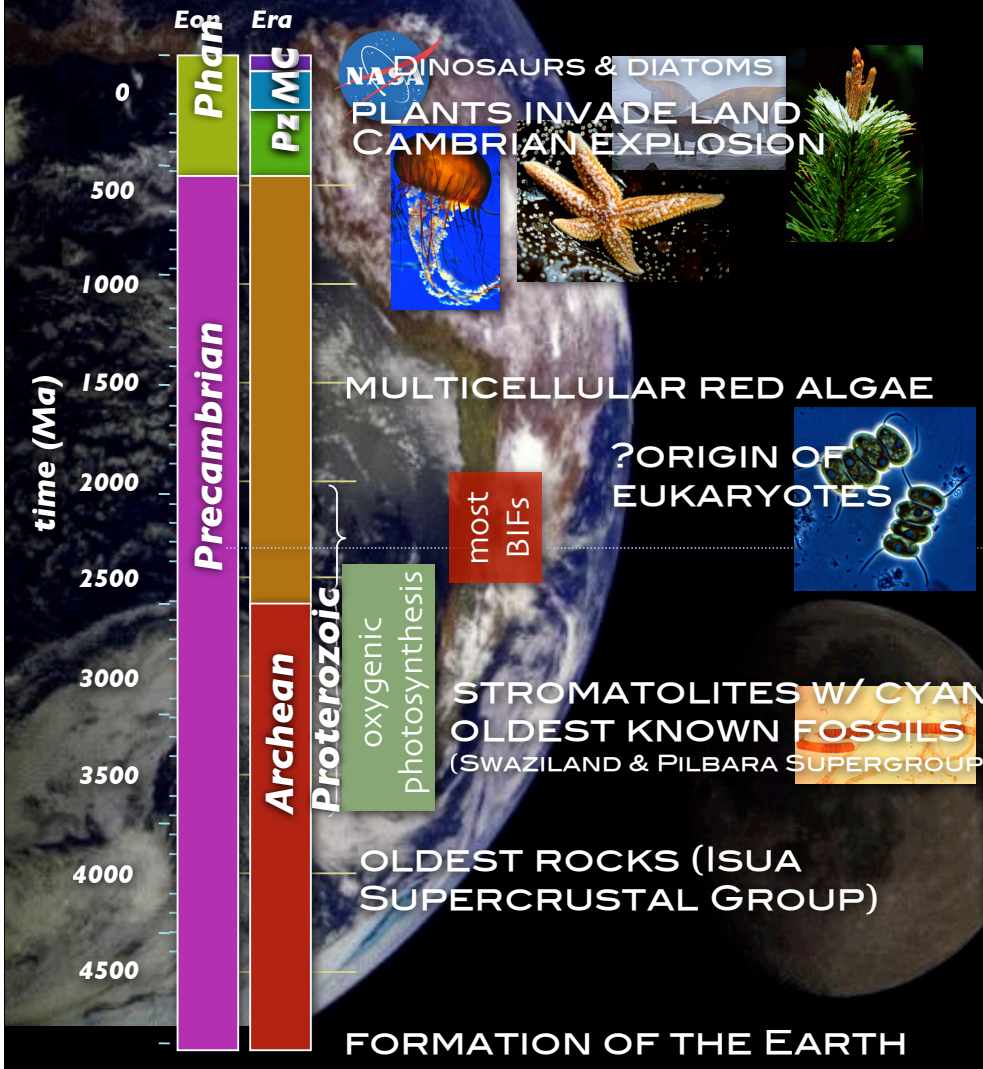 Eon
Era
Phan
Pz MC
NASA
DINOSAURS & DIATOMS
0
PLANTS INVADE LAND
CAMBRIAN EXPLOSION
500
1000
Precambrian
time (Ma)
1500
MULTICELLULAR RED ALGAE
?ORIGIN OF
EUKARYOTES
2000
most
BIFs
2500
Proterozoic
oxygenic
photosynthesis
Archean
3000
STROMATOLITES W/ CYAN
OLDEST KNOWN FOSSILS
(SWAZILAND & PILBARA SUPERGROUP
3500
OLDEST ROCKS (ISUA
SUPERCRUSTAL GROUP)
4000
4500
FORMATION OF THE EARTH